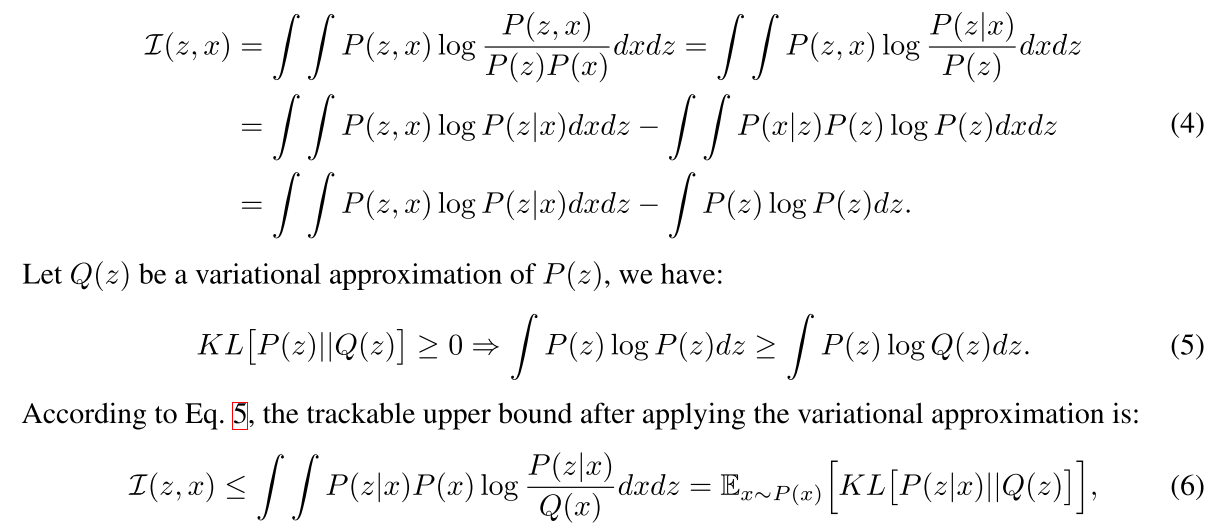 $\mathcal{I}(z,x) = \int\int P(z,x) \log \frac{P(z,x)}{P(z)P(x)} dxdz = \int\int P(z,x) \log \frac{P(z|x)}{P(z)} dxdz$
$= \int\int P(z,x) \log P(z|x) dxdz - \int\int P(x|z)P(z) \log P(z) dxdz$ (4)
$= \int\int P(z,x) \log P(z|x) dxdz - \int P(z) \log P(z) dz.$
Let $Q(z)$ be a variational approximation of $P(z)$, we have:
$KL\big[P(z)||Q(z)\big] \geq 0 \Rightarrow \int P(z) \log P(z) dz \geq \int P(z) \log Q(z) dz.$ (5)
According to Eq. 5, the trackable upper bound after applying the variational approximation is:
$\mathcal{I}(z,x) \leq \int\int P(z|x)P(x) \log \frac{P(z|x)}{Q(x)} dxdz = \mathbb{E}_{x \sim P(x)}\Big[KL\big[P(z|x)||Q(z)\big]\Big],$ (6)